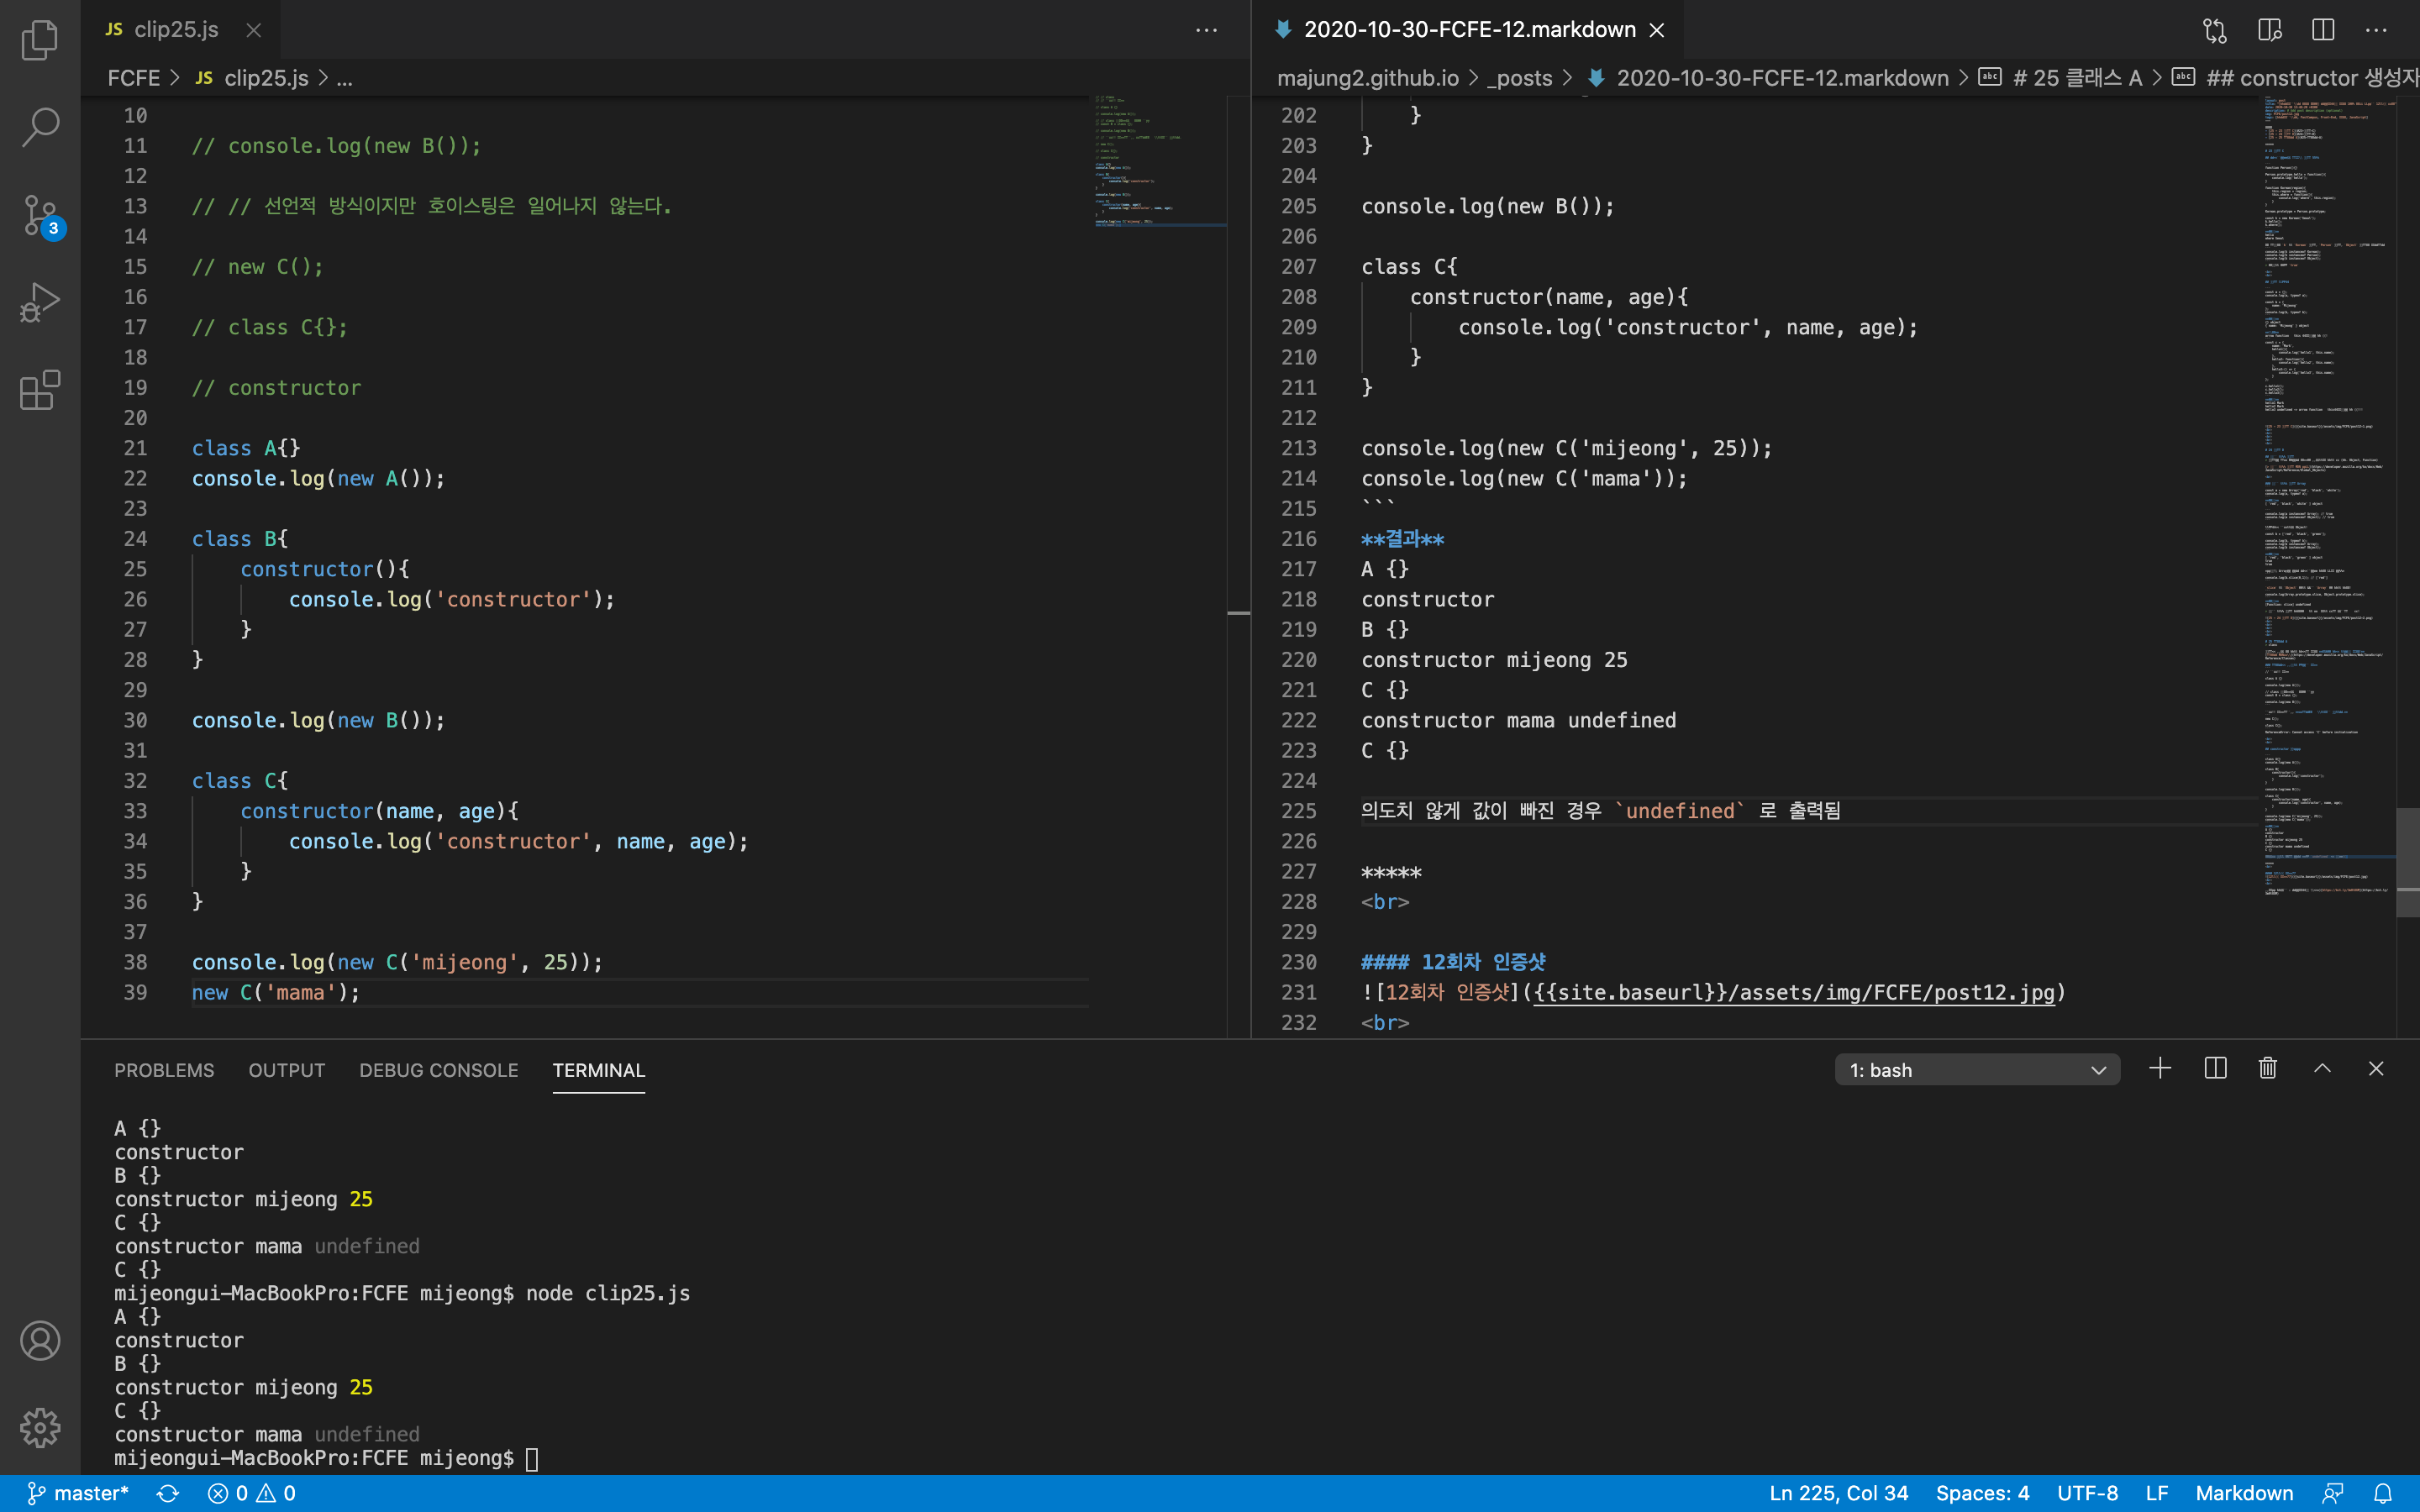 JS clip25.js
FCFE > JS clip25.js > ...
10
11 // console.log(new B());
12
13 // // 선언적 방식이지만 호이스팅은 일어나지 않는다.
14
15 // new C();
16
17 // class C{};
18
19 // constructor
20
21 class A{}
22 console.log(new A());
23
24 class B{
25 constructor(){
26 console.log('constructor');
27 }
28 }
29
30 console.log(new B());
31
32 class C{
33 constructor(name, age){
34 console.log('constructor', name, age);
35 }
36 }
37
38 console.log(new C('mijeong', 25));
39 new C('mama');
2020-10-30-FCFE-12.markdown
majung2.github.io > _posts > 2020-10-30-FCFE-12.markdown > abc # 25 클래스 A > abc ## constructor 생성자
202 }
203 }
204
205 console.log(new B());
206
207 class C{
208 constructor(name, age){
209 console.log('constructor', name, age);
210 }
211 }
212
213 console.log(new C('mijeong', 25));
214 console.log(new C('mama'));
215 ```
216 **결과**
217 A {}
218 constructor
219 B {}
220 constructor mijeong 25
221 C {}
222 constructor mama undefined
223 C {}
224
225 의도치 않게 값이 빠진 경우 `undefined` 로 출력됨
226
227 *****
228 <br>
229
230 #### 12회차 인증샷
231 ![12회차 인증샷]({{site.baseurl}}/assets/img/FCFE/post12.jpg)
232 <br>
3
PROBLEMS OUTPUT DEBUG CONSOLE TERMINAL
1: bash
A {}
constructor
B {}
constructor mijeong 25
C {}
constructor mama undefined
C {}
mijeongui-MacBookPro:FCFE mijeong$ node clip25.js
A {}
constructor
B {}
constructor mijeong 25
C {}
constructor mama undefined
mijeongui-MacBookPro:FCFE mijeong$
master* 0 0
Ln 225, Col 34 Spaces: 4 UTF-8 LF Markdown